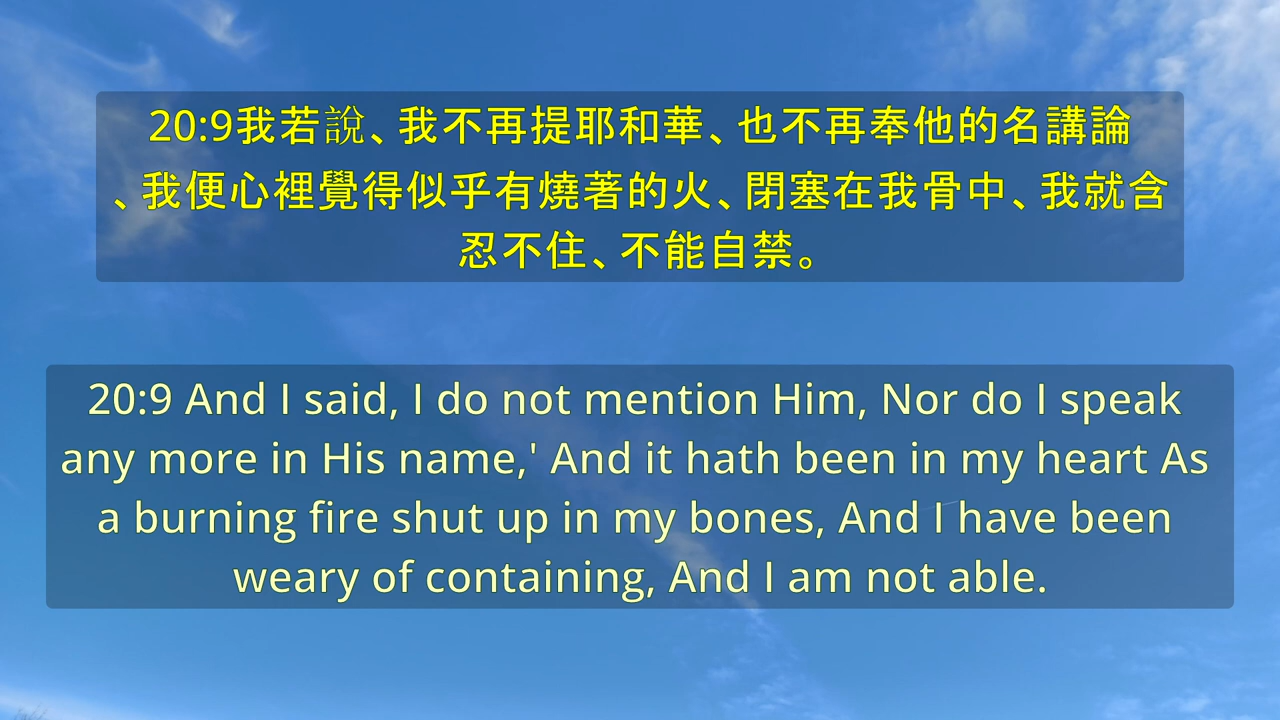 20:9我若說、我不再提耶和華、也不再奉他的名講論
、我便心裡覺得似乎有燒著的火、閉塞在我骨中、我就含
忍不住、不能自禁。
20:9 And I said, I do not mention Him, Nor do I speak
any more in His name,' And it hath been in my heart As
a burning fire shut up in my bones, And I have been
weary of containing, And I am not able.